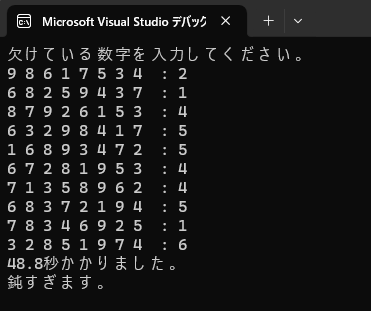 Microsoft Visual Studio デバック
欠けている数字を入力してください。
9 8 6 1 7 5 3 4 : 2
6 8 2 5 9 4 3 7 : 1
8 7 9 2 6 1 5 3 : 4
6 3 2 9 8 4 1 7 : 5
1 6 8 9 3 4 7 2 : 5
6 7 2 8 1 9 5 3 : 4
7 1 3 5 8 9 6 2 : 4
6 8 3 7 2 1 9 4 : 5
7 8 3 4 6 9 2 5 : 1
3 2 8 5 1 9 7 4 : 6
48.8秒かかりました。
鈍すぎます。